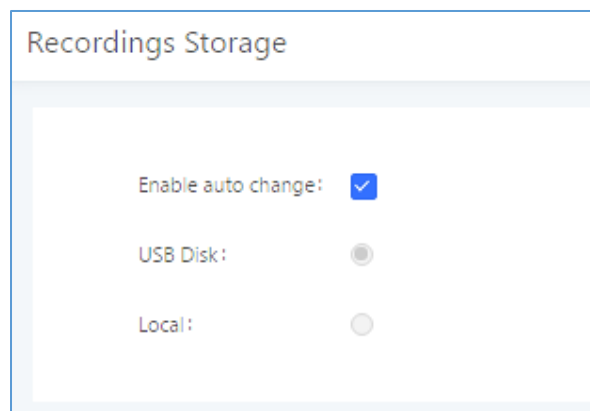 Recordings Storage
Enable auto change:
USB Disk:
Local: